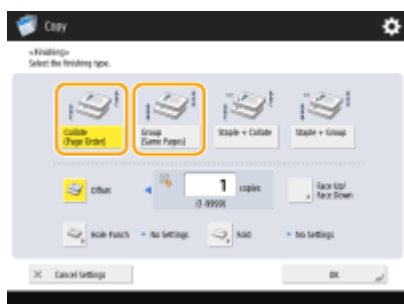 Copy
<Finishing>
Select the finishing type.
Collate
(Page Order)
Group
(Same Pages)
Staple + Collate
Staple + Group
Offset
1
copies
(1-9999)
Face Up/
Face Down
Hole Punch
No Settings
Fold
No Settings
Cancel Settings
OK